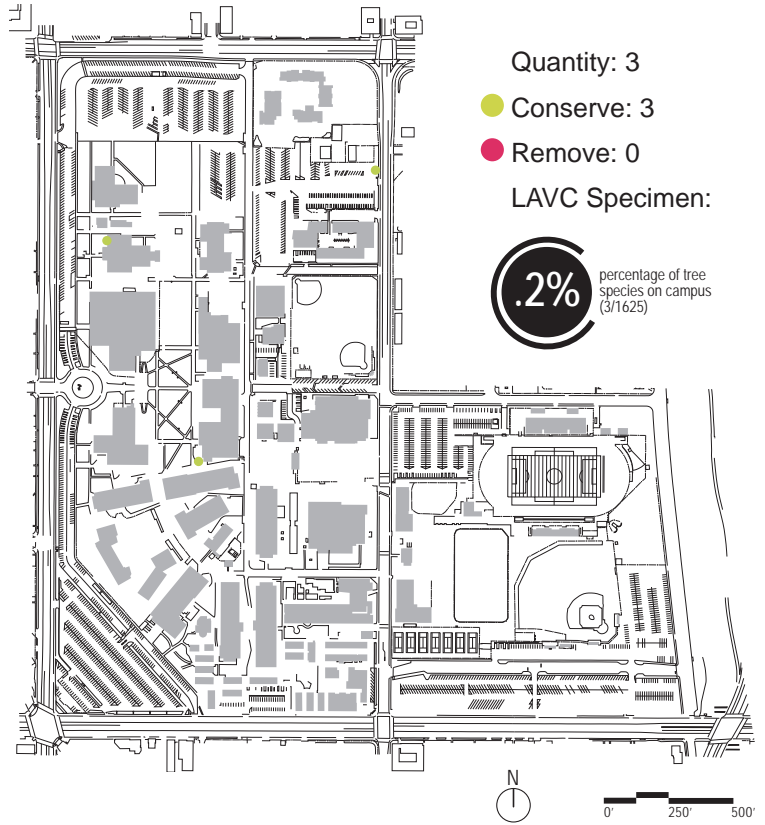 Quantity: 3
Conserve: 3
Remove: 0
LAVC Specimen:
.2%
percentage of tree
species on campus
(3/1625)
N
0' 250' 500'